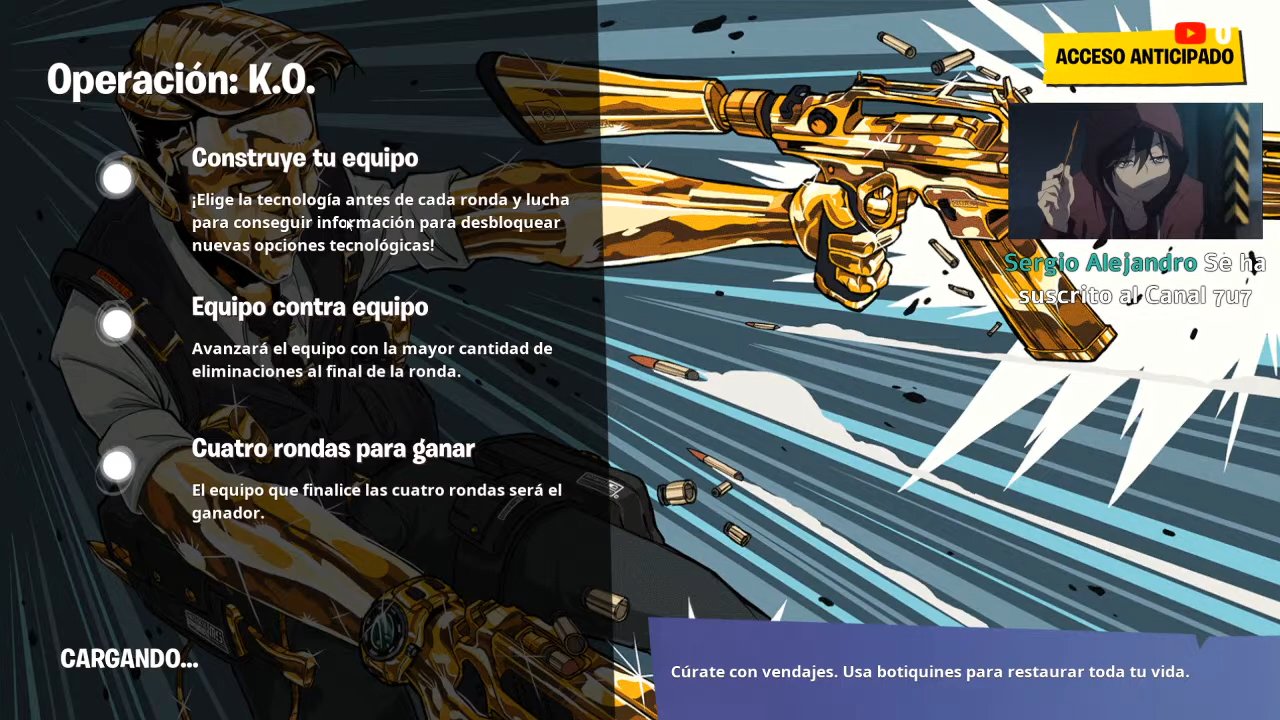 Operación: K.O.
Construye tu equipo
¡Elige la tecnología antes de cada ronda y lucha
para conseguir información para desbloquear
nuevas opciones tecnológicas!
Equipo contra equipo
Avanzará el equipo con la mayor cantidad de
eliminaciones al final de la ronda.
Cuatro rondas para ganar
El equipo que finalice las cuatro rondas será el
ganador.
CARGANDO...
0
ACCESO ANTICIPADO
Sergio Alejandro Se ha
suscrito al Canal 7u7
Cúrate con vendajes. Usa botiquines para restaurar toda tu vida.